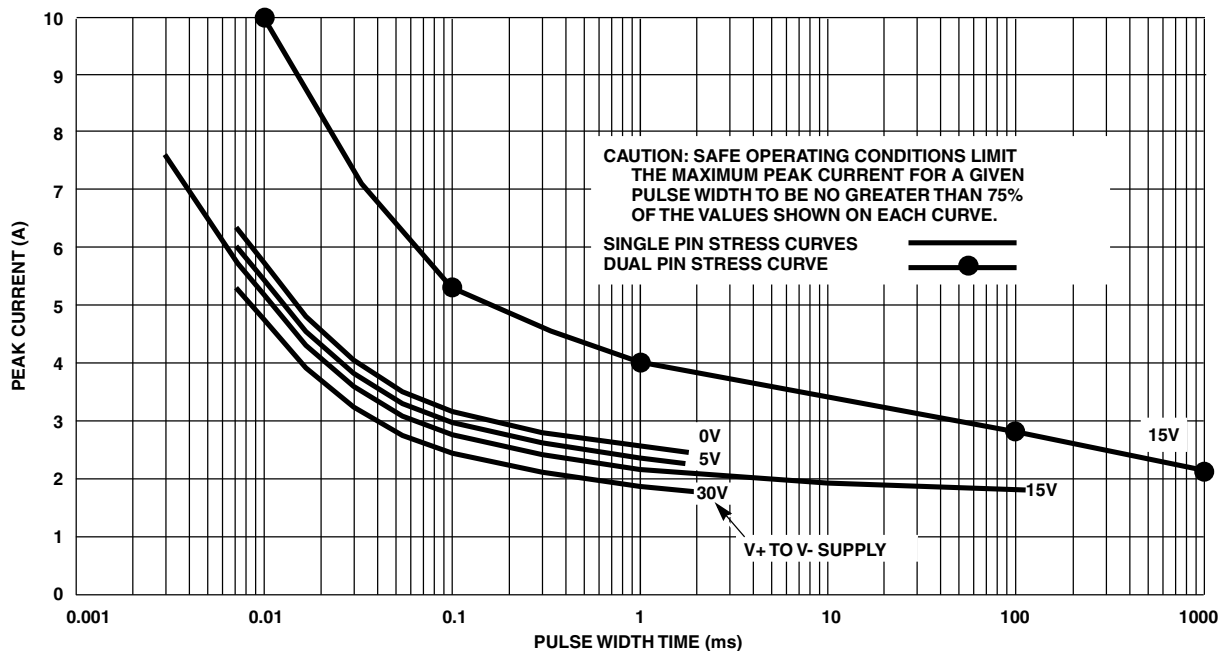 10
9
8
7
6
5
4
3
2
1
0
PEAK CURRENT (A)
CAUTION: SAFE OPERATING CONDITIONS LIMIT
THE MAXIMUM PEAK CURRENT FOR A GIVEN
PULSE WIDTH TO BE NO GREATER THAN 75%
OF THE VALUES SHOWN ON EACH CURVE.
SINGLE PIN STRESS CURVES
DUAL PIN STRESS CURVE
0V
5V
30V
15V
15V
V+ TO V- SUPPLY
0.001 0.01 0.1 1 10 100 1000
PULSE WIDTH TIME (ms)